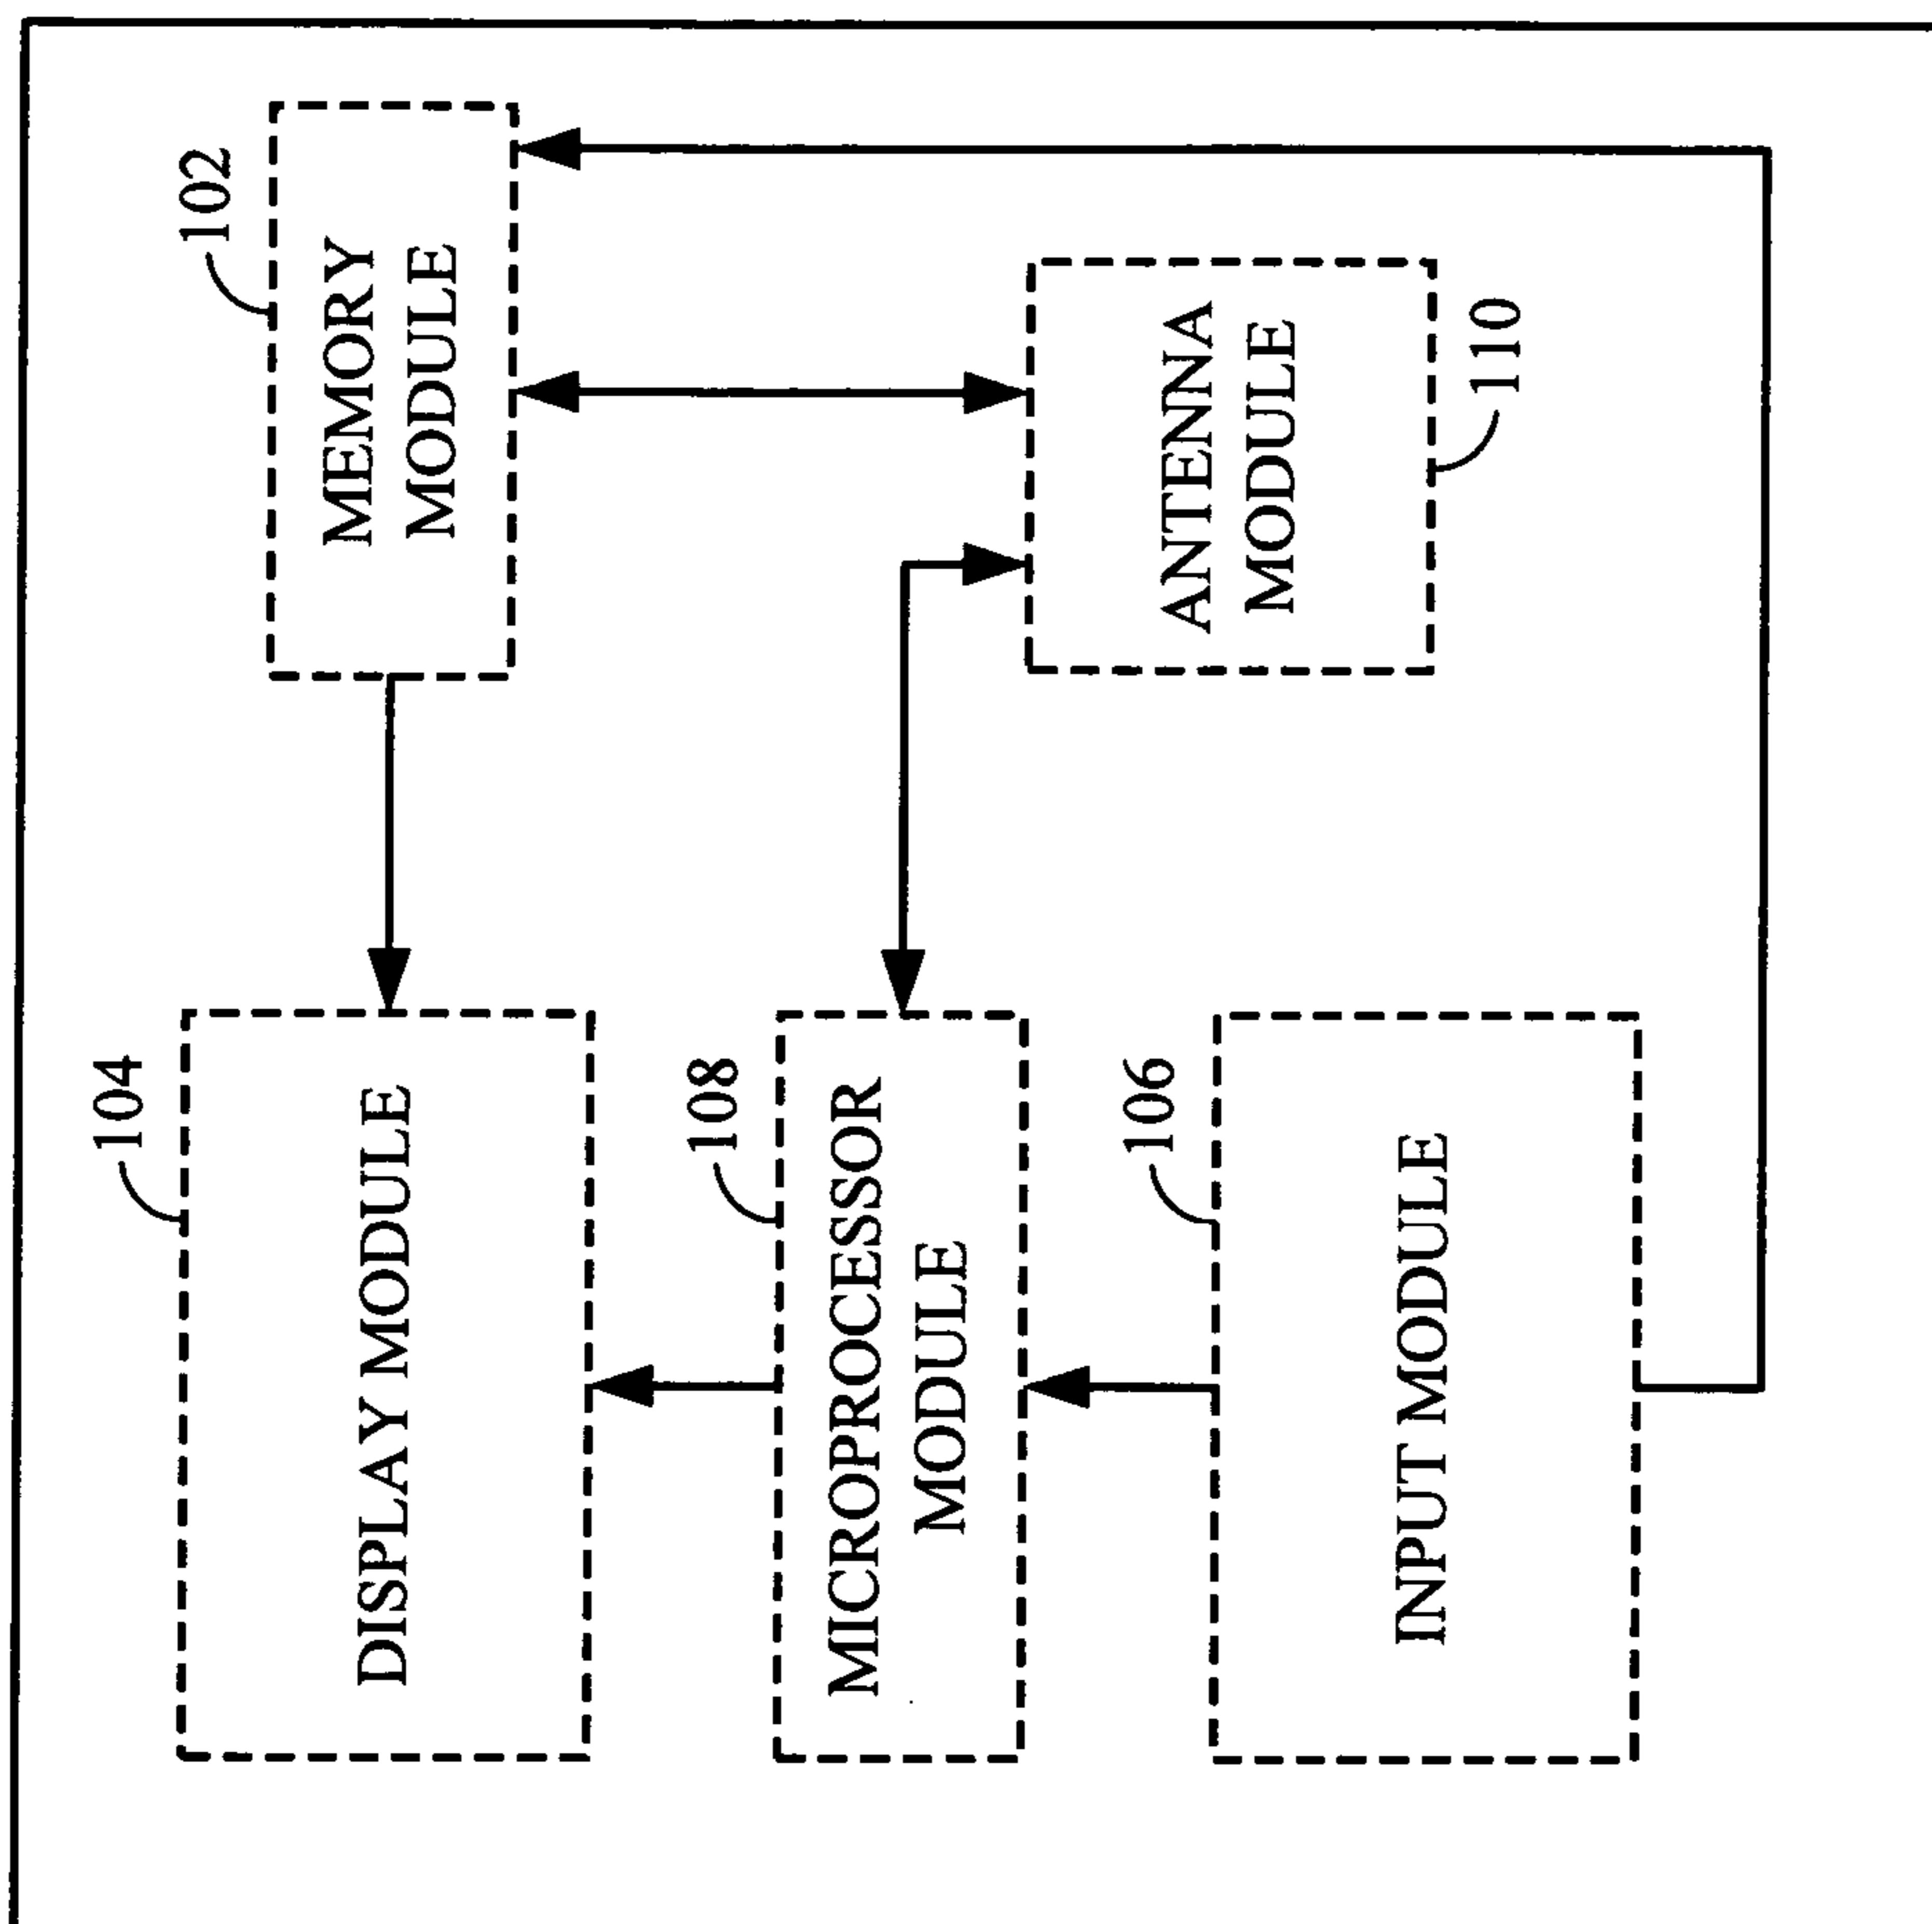 104
DISPLAY MODULE
102
MEMORY
MODULE
108
MICROPROCESSOR
MODULE
106
INPUT MODULE
ANTENNA
MODULE
110